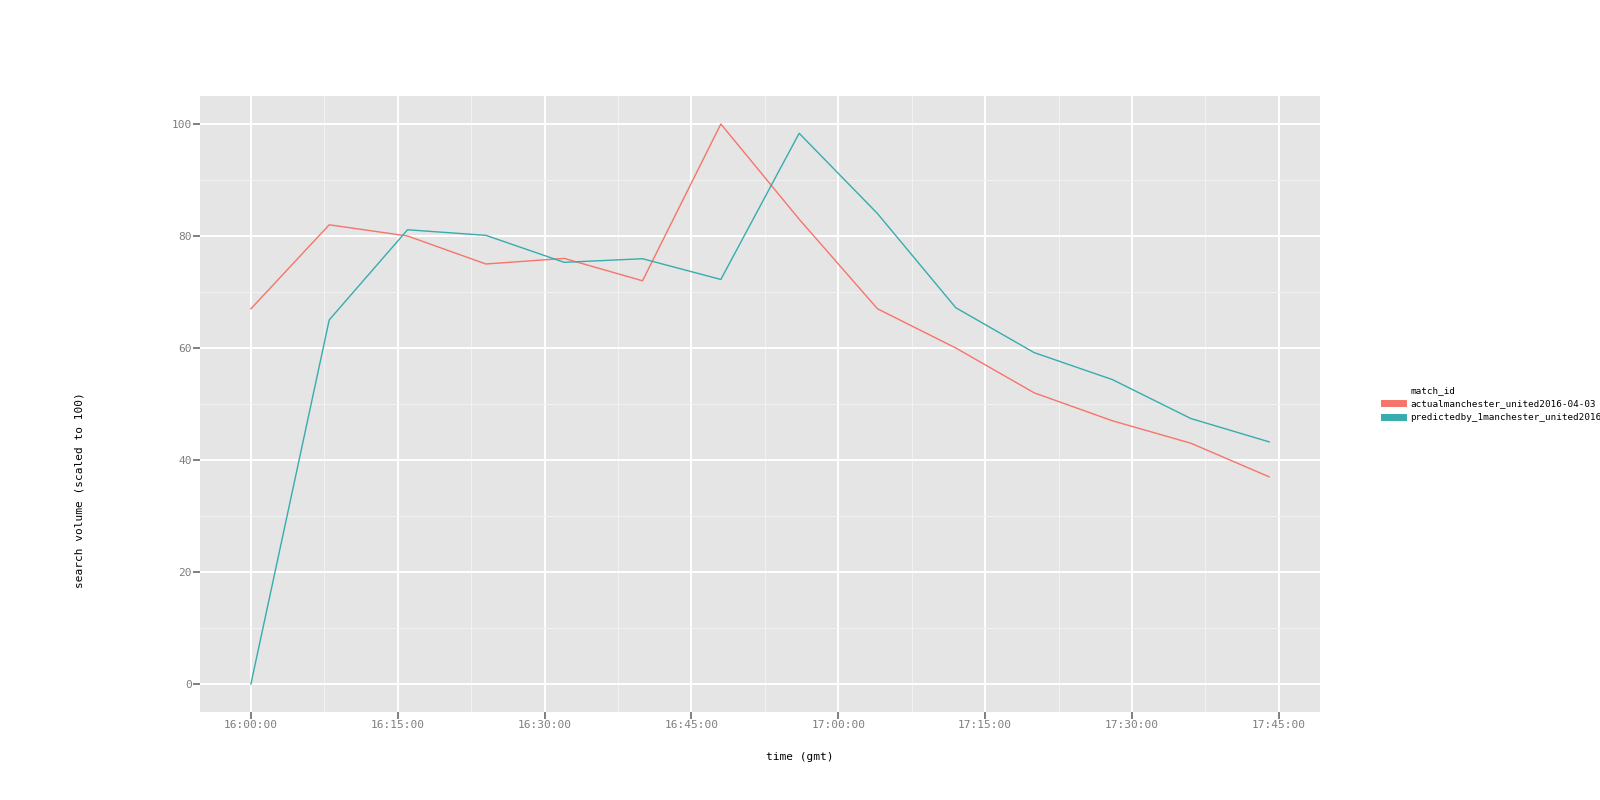 100
80
60
40
20
0
search volume (scaled to 100)
16:00:00 16:15:00 16:30:00 16:45:00 17:00:00 17:15:00 17:30:00 17:45:00
time (gmt)
match_id
actualmanchester_united2016-04-03
predictedby_1manchester_united2016